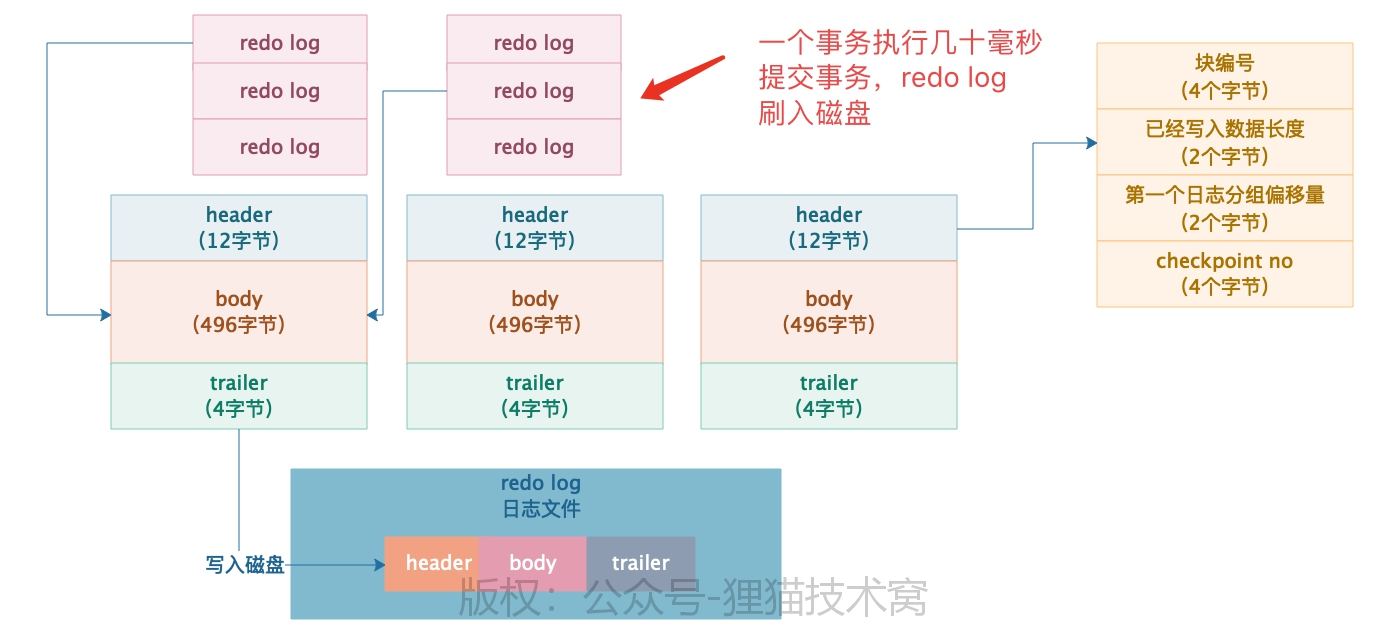 redo log
redo log
redo log
redo log
redo log
redo log
一个事务执行几十毫秒
提交事务，redo log
刷入磁盘
块编号
(4个字节)
已经写入数据长度
(2个字节)
第一个日志分组偏移量
(2个字节)
checkpoint no
(4个字节)
header
(12字节)
body
(496字节)
trailer
(4字节)
header
(12字节)
body
(496字节)
trailer
(4字节)
header
(12字节)
body
(496字节)
trailer
(4字节)
redo log
日志文件
写入磁盘
header
body
trailer
版权：公众号-狸猫技术窝